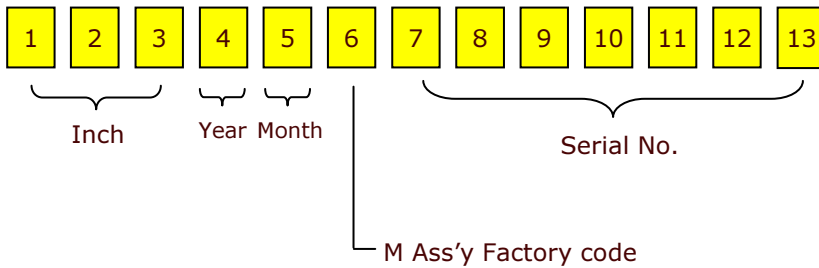 1 2 3 4 5 6 7 8 9 10 11 12 13
Inch Year Month Serial No.
M Ass’y Factory code